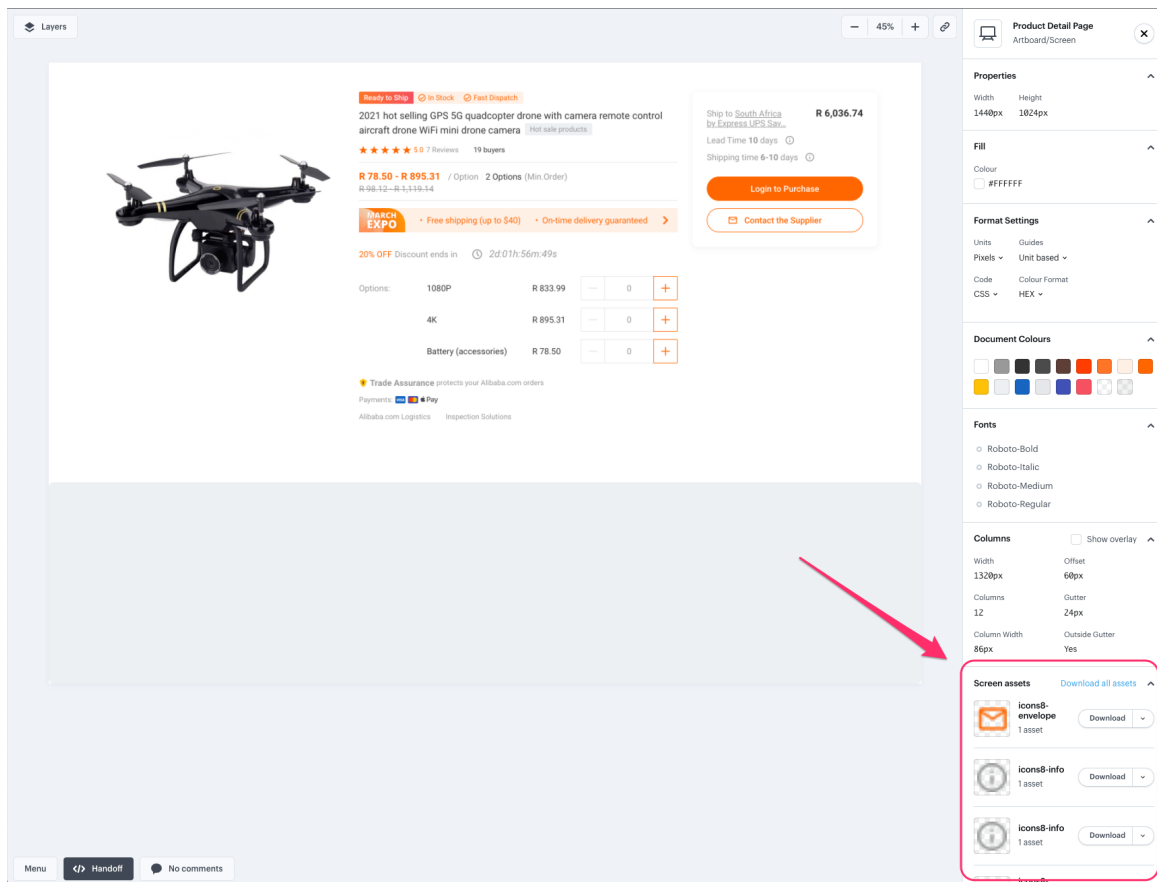 Layers
45%
Ready to Ship In Stock Fast Dispatch
2021 hot selling GPS 5G quadcopter drone with camera remote control
aircraft drone WiFi mini drone camera Hot sale products
5.0 7 Reviews 19 buyers
R 78.50 - R 895.31 / Option 2 Options (Min.Order)
R 98.12 - R 1,119.14
MARCH
EXPO
• Free shipping (up to $40) • On-time delivery guaranteed
20% OFF Discount ends in 2d:01h:56m:49s
Options: 1080P R 833.99 0
4K R 895.31 0
Battery (accessories) R 78.50 0
Trade Assurance protects your Alibaba.com orders
Payments: VISA Pay
Alibaba.com Logistics Inspection Solutions
Ship to South Africa R 6,036.74
by Express UPS Sav...
Lead Time 10 days
Shipping time 6-10 days
Login to Purchase
Contact the Supplier
Menu </> Handoff No comments
Product Detail Page
Artboard/Screen
Properties
Width Height
1440px 1024px
Fill
Colour
#FFFFFF
Format Settings
Units Guides
Pixels Unit based
Code Colour Format
CSS HEX
Document Colours
Fonts
Roboto-Bold
Roboto-Italic
Roboto-Medium
Roboto-Regular
Columns Show overlay
Width Offset
1320px 60px
Columns Gutter
12 24px
Column Width Outside Gutter
86px Yes
Screen assets Download all assets
icons8-
envelope
1 asset
Download
icons8-info
1 asset
Download
icons8-info
1 asset
Download
icons8-